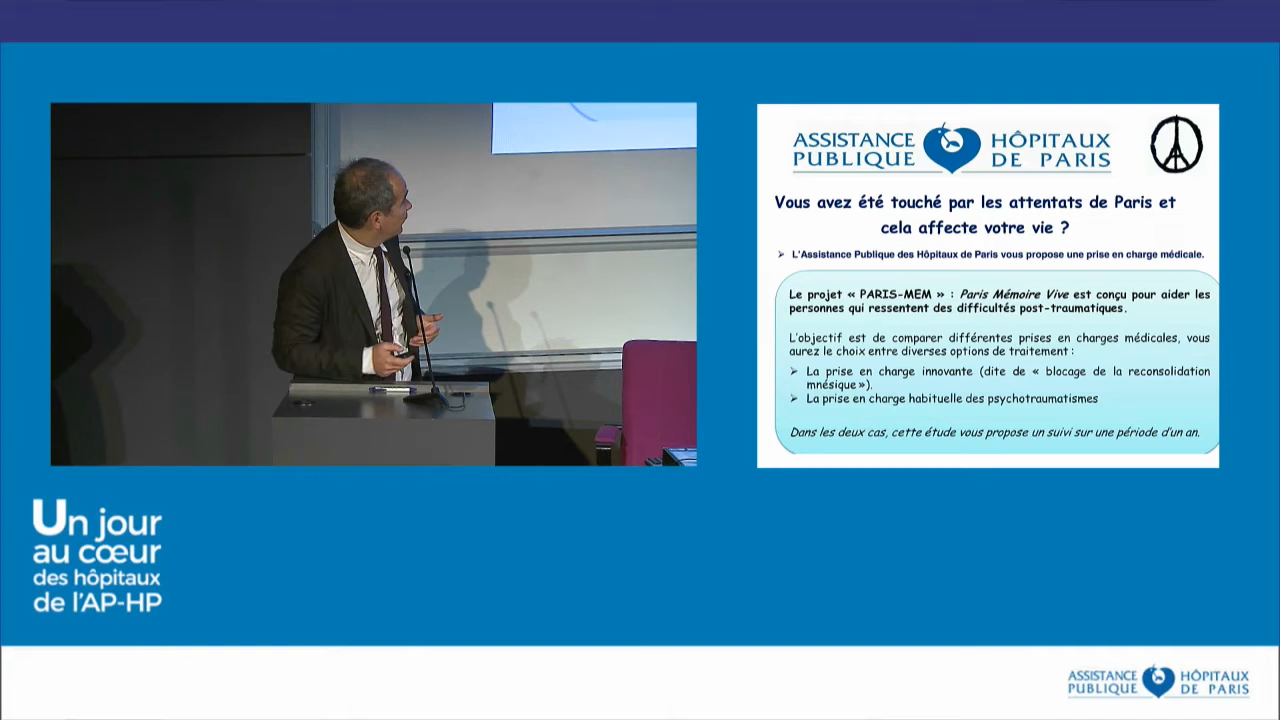 ASSISTANCE HÔPITAUX
PUBLIQUE DE PARIS
Vous avez été touché par les attentats de Paris et
cela affecte votre vie ?
➢ L'Assistance Publique des Hôpitaux de Paris vous propose une prise en charge médicale.
Le projet « PARIS-MEM » : Paris Mémoire Vive est conçu pour aider les
personnes qui ressentent des difficultés post-traumatiques.
L'objectif est de comparer différentes prises en charges médicales, vous
aurez le choix entre diverses options de traitement :
➢ La prise en charge innovante (dite de « blocage de la reconsolidation
mnésique »).
➢ La prise en charge habituelle des psychotraumatismes
Dans les deux cas, cette étude vous propose un suivi sur une période d'un an.
Un jour
au cœur
des hôpitaux
de l'AP-HP
ASSISTANCE HÔPITAUX
PUBLIQUE DE PARIS